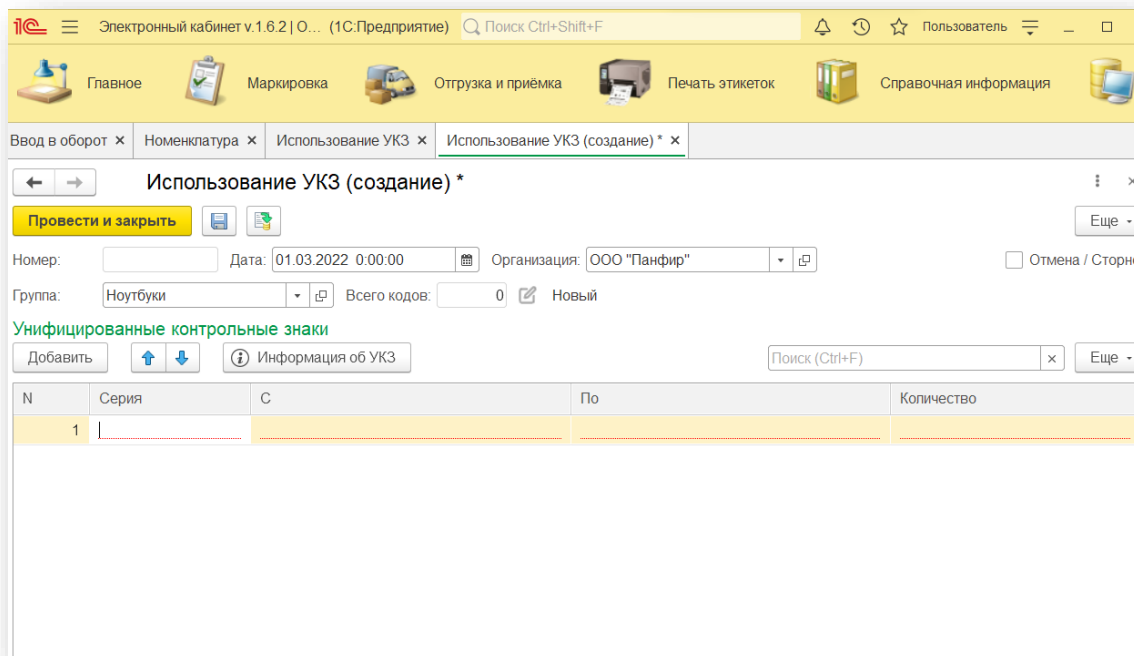 Электронный кабинет v.1.6.2 | О... (1С:Предприятие) Поиск Ctrl+Shift+F Пользователь
Главное Маркировка Отгрузка и приёмка Печать этикеток Справочная информация
Ввод в оборот × Номенклатура × Использование УКЗ × Использование УКЗ (создание) * ×
Использование УКЗ (создание) *
Провести и закрыть Еще
Номер: Дата: 01.03.2022 0:00:00 Организация: ООО "Панфир" Отмена / Сторно
Группа: Ноутбуки Всего кодов: 0 Новый
Унифицированные контрольные знаки
Добавить Информация об УКЗ Поиск (Ctrl+F) × Еще
N Серия С По Количество
1